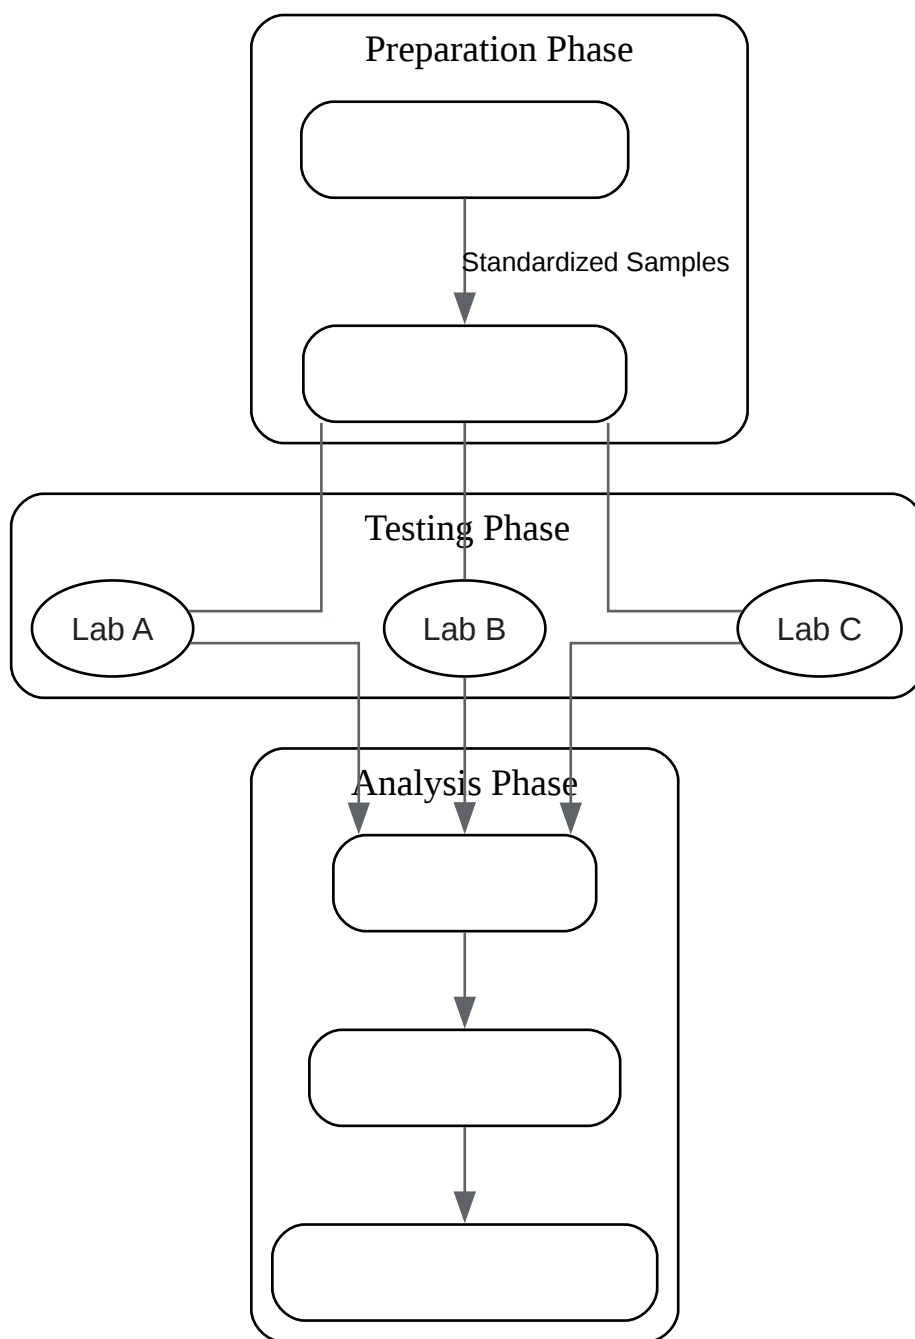 Preparation Phase
Standardized Samples
Testing Phase
Lab A
Lab B
Lab C
Analysis Phase